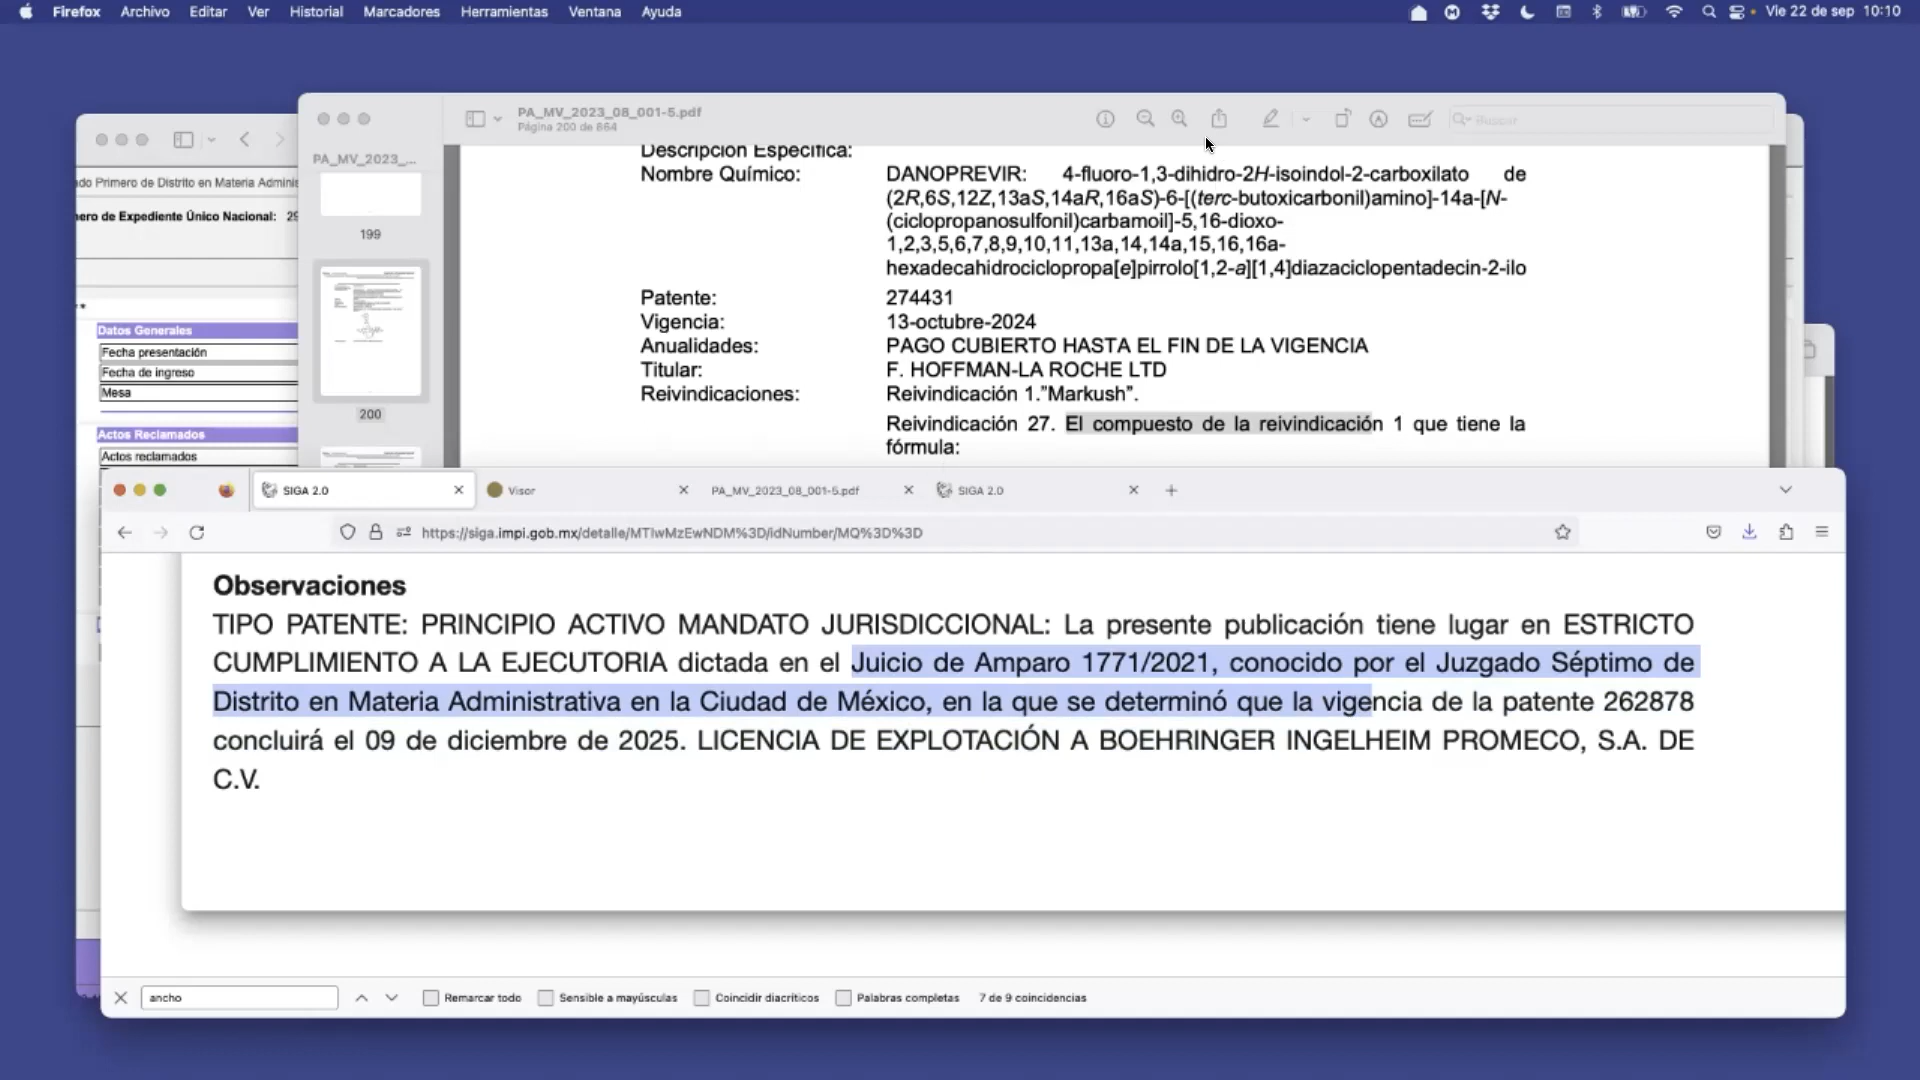 Firefox Archivo Editar Ver Historial Marcadores Herramientas Ventana Ayuda Vie 22 de sep 10:10
PA_MV_2023_08_001-5.pdf
Página 200 de 864
Buscar
PA_MV_2023_...
199
200
ado Primero de Distrito en Materia Adminis
nero de Expediente Único Nacional: 29
**
Datos Generales
Fecha presentación
Fecha de ingreso
Mesa
Actos Reclamados
Actos reclamados
Descripción Específica:
Nombre Químico: DANOPREVIR: 4-fluoro-1,3-dihidro-2H-isoindol-2-carboxilato de
(2R,6S,12Z,13aS,14aR,16aS)-6-[(terc-butoxicarbonil)amino]-14a-[N-
(ciclopropanosulfonil)carbamoil]-5,16-dioxo-
1,2,3,5,6,7,8,9,10,11,13a,14,14a,15,16,16a-
hexadecahidrociclopropa[e]pirrolo[1,2-a][1,4]diazaciclopentadecin-2-ilo
Patente: 274431
Vigencia: 13-octubre-2024
Anualidades: PAGO CUBIERTO HASTA EL FIN DE LA VIGENCIA
Titular: F. HOFFMAN-LA ROCHE LTD
Reivindicaciones: Reivindicación 1."Markush".
Reivindicación 27. El compuesto de la reivindicación 1 que tiene la
fórmula:
SIGA 2.0 Visor PA_MV_2023_08_001-5.pdf SIGA 2.0
https://siga.impi.gob.mx/detalle/MTIwMzEwNDM%3D/idNumber/MQ%3D%3D
Observaciones
TIPO PATENTE: PRINCIPIO ACTIVO MANDATO JURISDICCIONAL: La presente publicación tiene lugar en ESTRICTO
CUMPLIMIENTO A LA EJECUTORIA dictada en el Juicio de Amparo 1771/2021, conocido por el Juzgado Séptimo de
Distrito en Materia Administrativa en la Ciudad de México, en la que se determinó que la vigencia de la patente 262878
concluirá el 09 de diciembre de 2025. LICENCIA DE EXPLOTACIÓN A BOEHRINGER INGELHEIM PROMECO, S.A. DE
C.V.
ancho Remarcar todo Sensible a mayúsculas Coincidir diacríticos Palabras completas 7 de 9 coincidencias